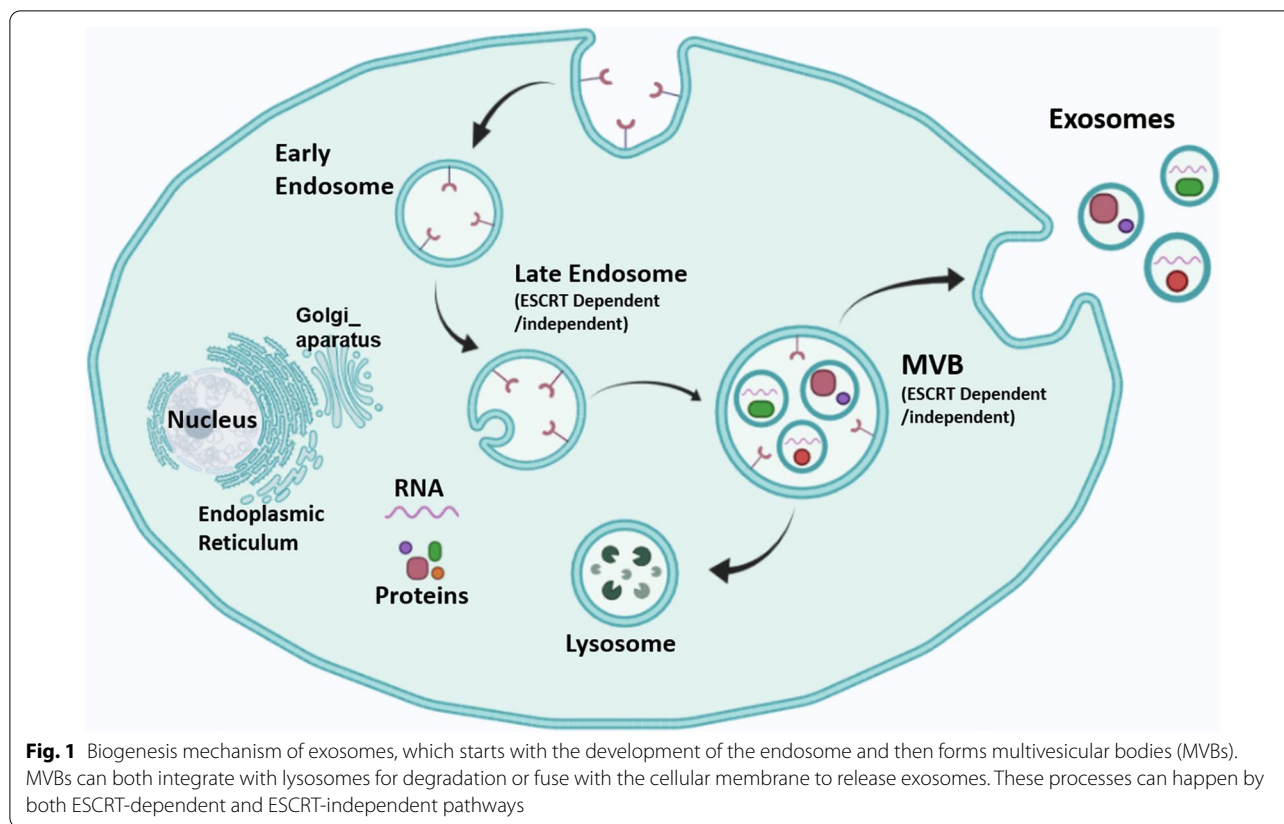 Exosomes
Early
Endosome
Late Endosome
(ESCRT Dependent
/independent)
Golgi_
aparatus
MVB
(ESCRT Dependent
/independent)
Nucleus
RNA
Endoplasmic
Reticulum
Proteins
Lysosome
Fig. 1 Biogenesis mechanism of exosomes, which starts with the development of the endosome and then forms multivesicular bodies (MVBs).
MVBs can both integrate with lysosomes for degradation or fuse with the cellular membrane to release exosomes. These processes can happen by
both ESCRT-dependent and ESCRT-independent pathways